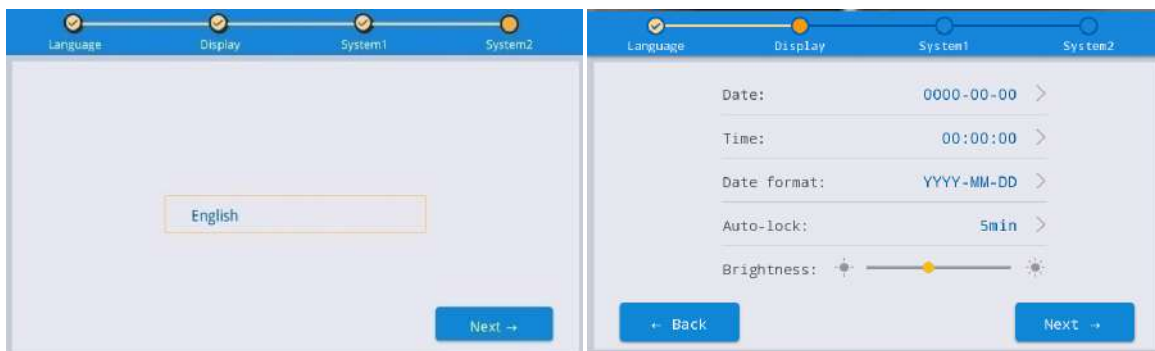 Language Display System1 System2
English
Next →
Language Display System1 System2
Date: 0000-00-00
Time: 00:00:00
Date format: YYYY-MM-DD
Auto-lock: 5min
Brightness:
← Back Next →